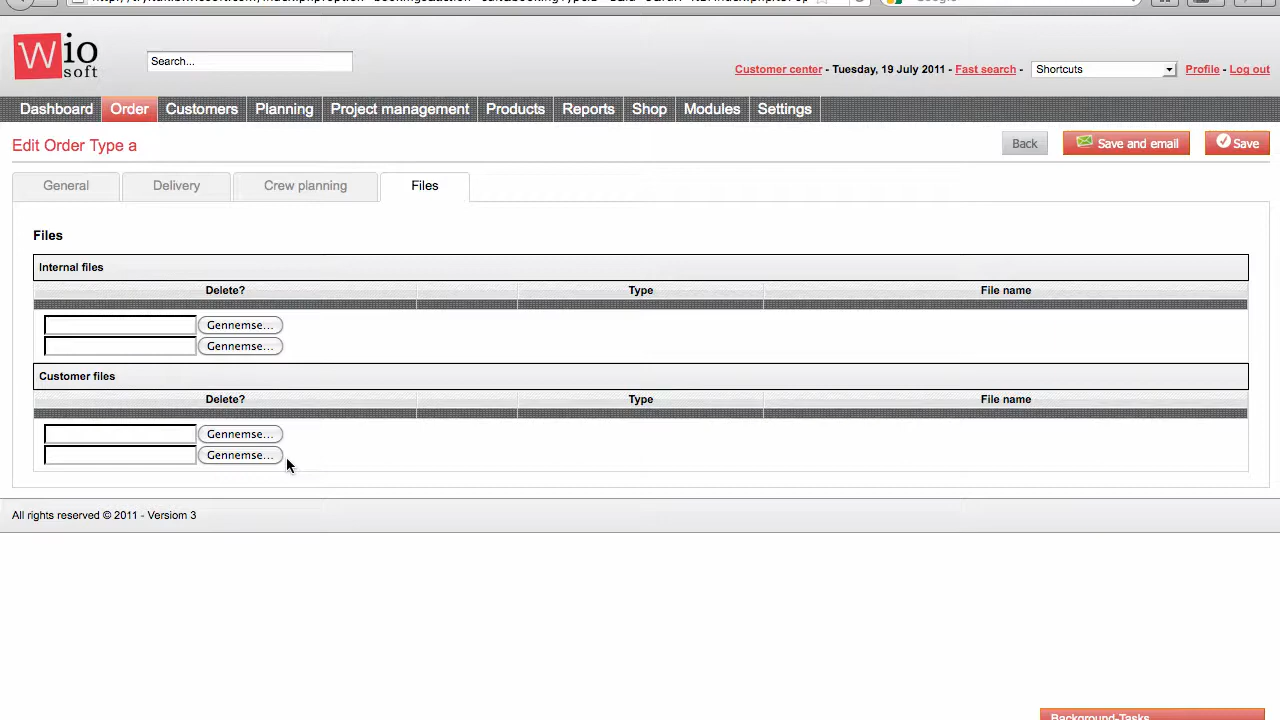 Wio
soft
Search...
Customer center - Tuesday, 19 July 2011 - Fast search - Shortcuts Profile - Log out
Dashboard Order Customers Planning Project management Products Reports Shop Modules Settings
Edit Order Type a
Back Save and email Save
General Delivery Crew planning Files
Files
Internal files
Delete? Type File name
Gennemse...
Gennemse...
Customer files
Delete? Type File name
Gennemse...
Gennemse...
All rights reserved © 2011 - Versiom 3
Background-Tasks